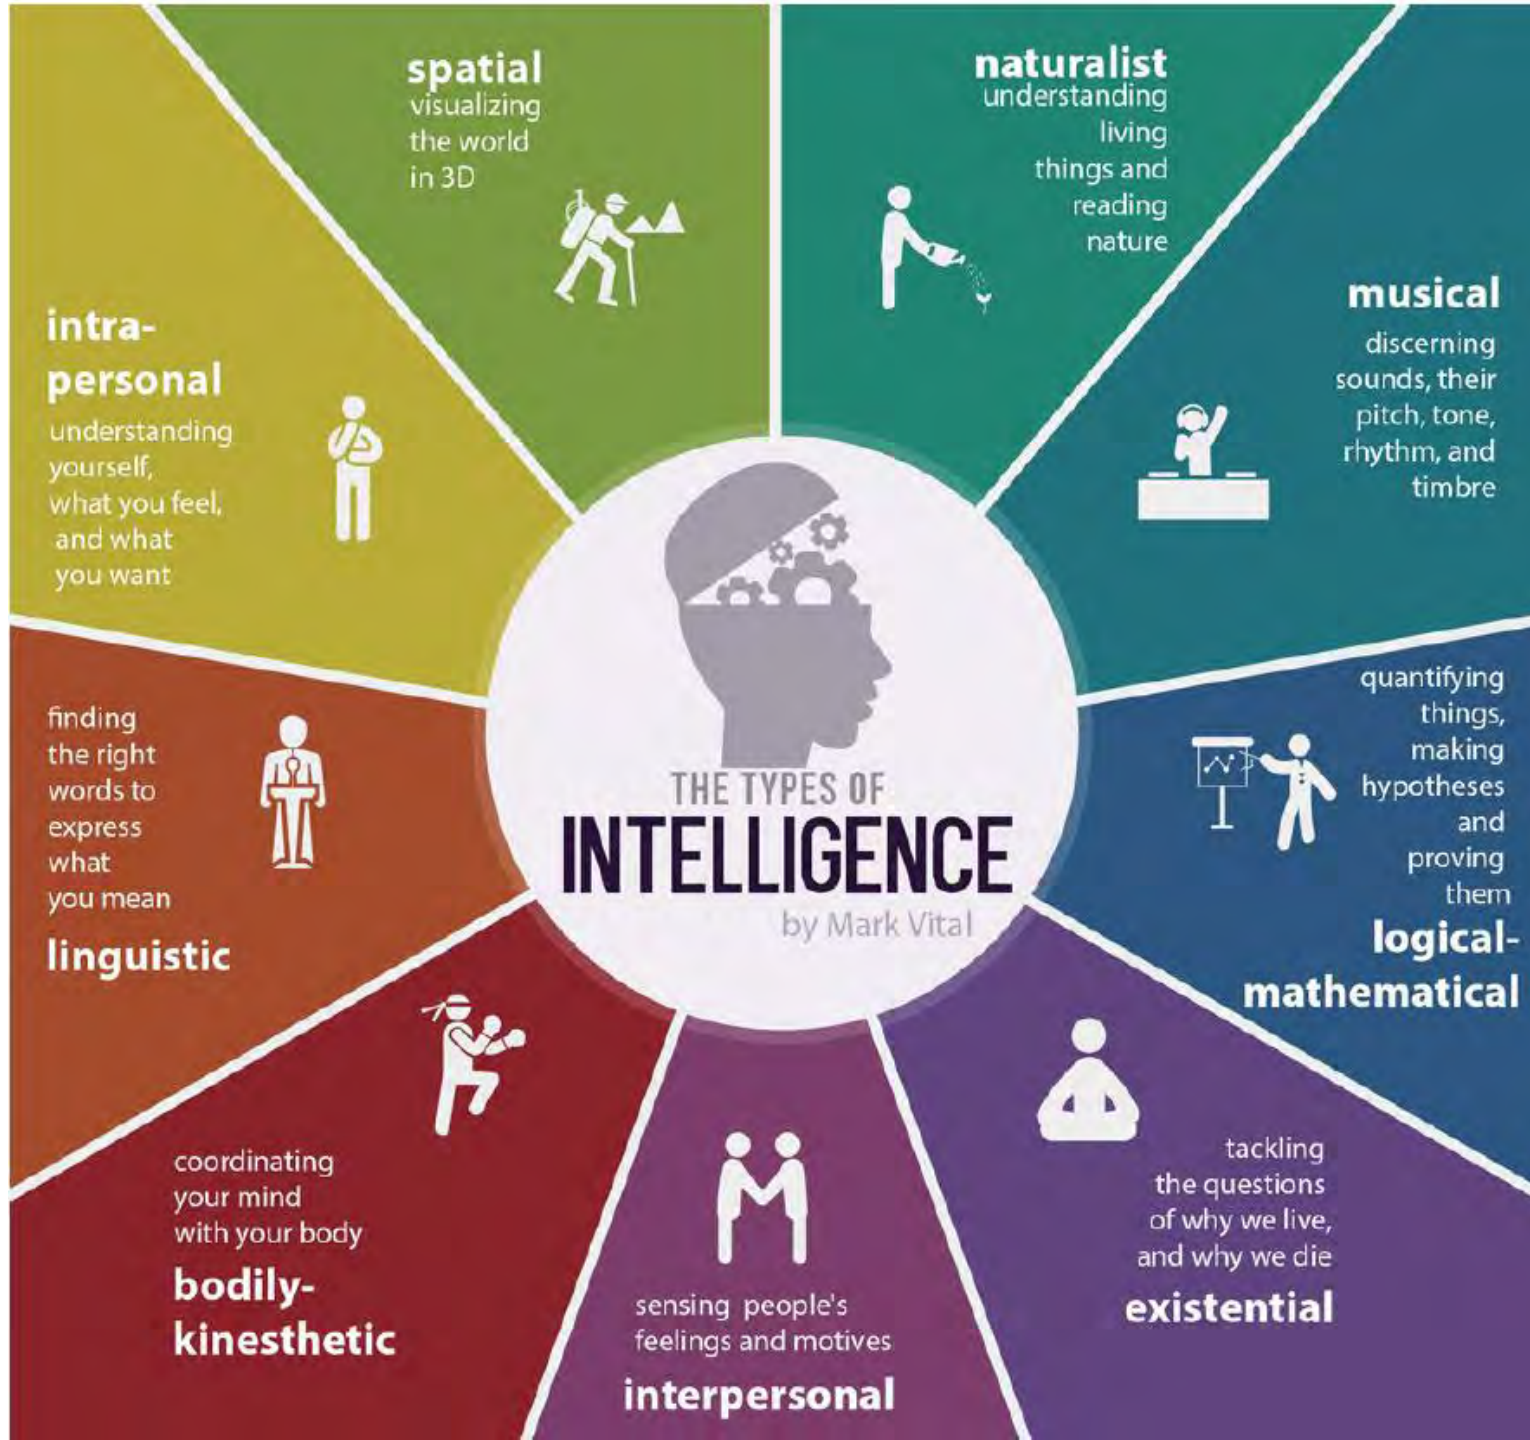 spatial
visualizing
the world
in 3D
naturalist
understanding
living
things and
reading
nature
musical
discerning
sounds, their
pitch, tone,
rhythm, and
timbre
quantifying
things,
making
hypotheses
and
proving
them
logical-
mathematical
tackling
the questions
of why we live,
and why we die
existential
sensing people's
feelings and motives
interpersonal
coordinating
your mind
with your body
bodily-
kinesthetic
finding
the right
words to
express
what
you mean
linguistic
intra-
personal
understanding
yourself,
what you feel,
and what
you want
THE TYPES OF
INTELLIGENCE
by Mark Vital